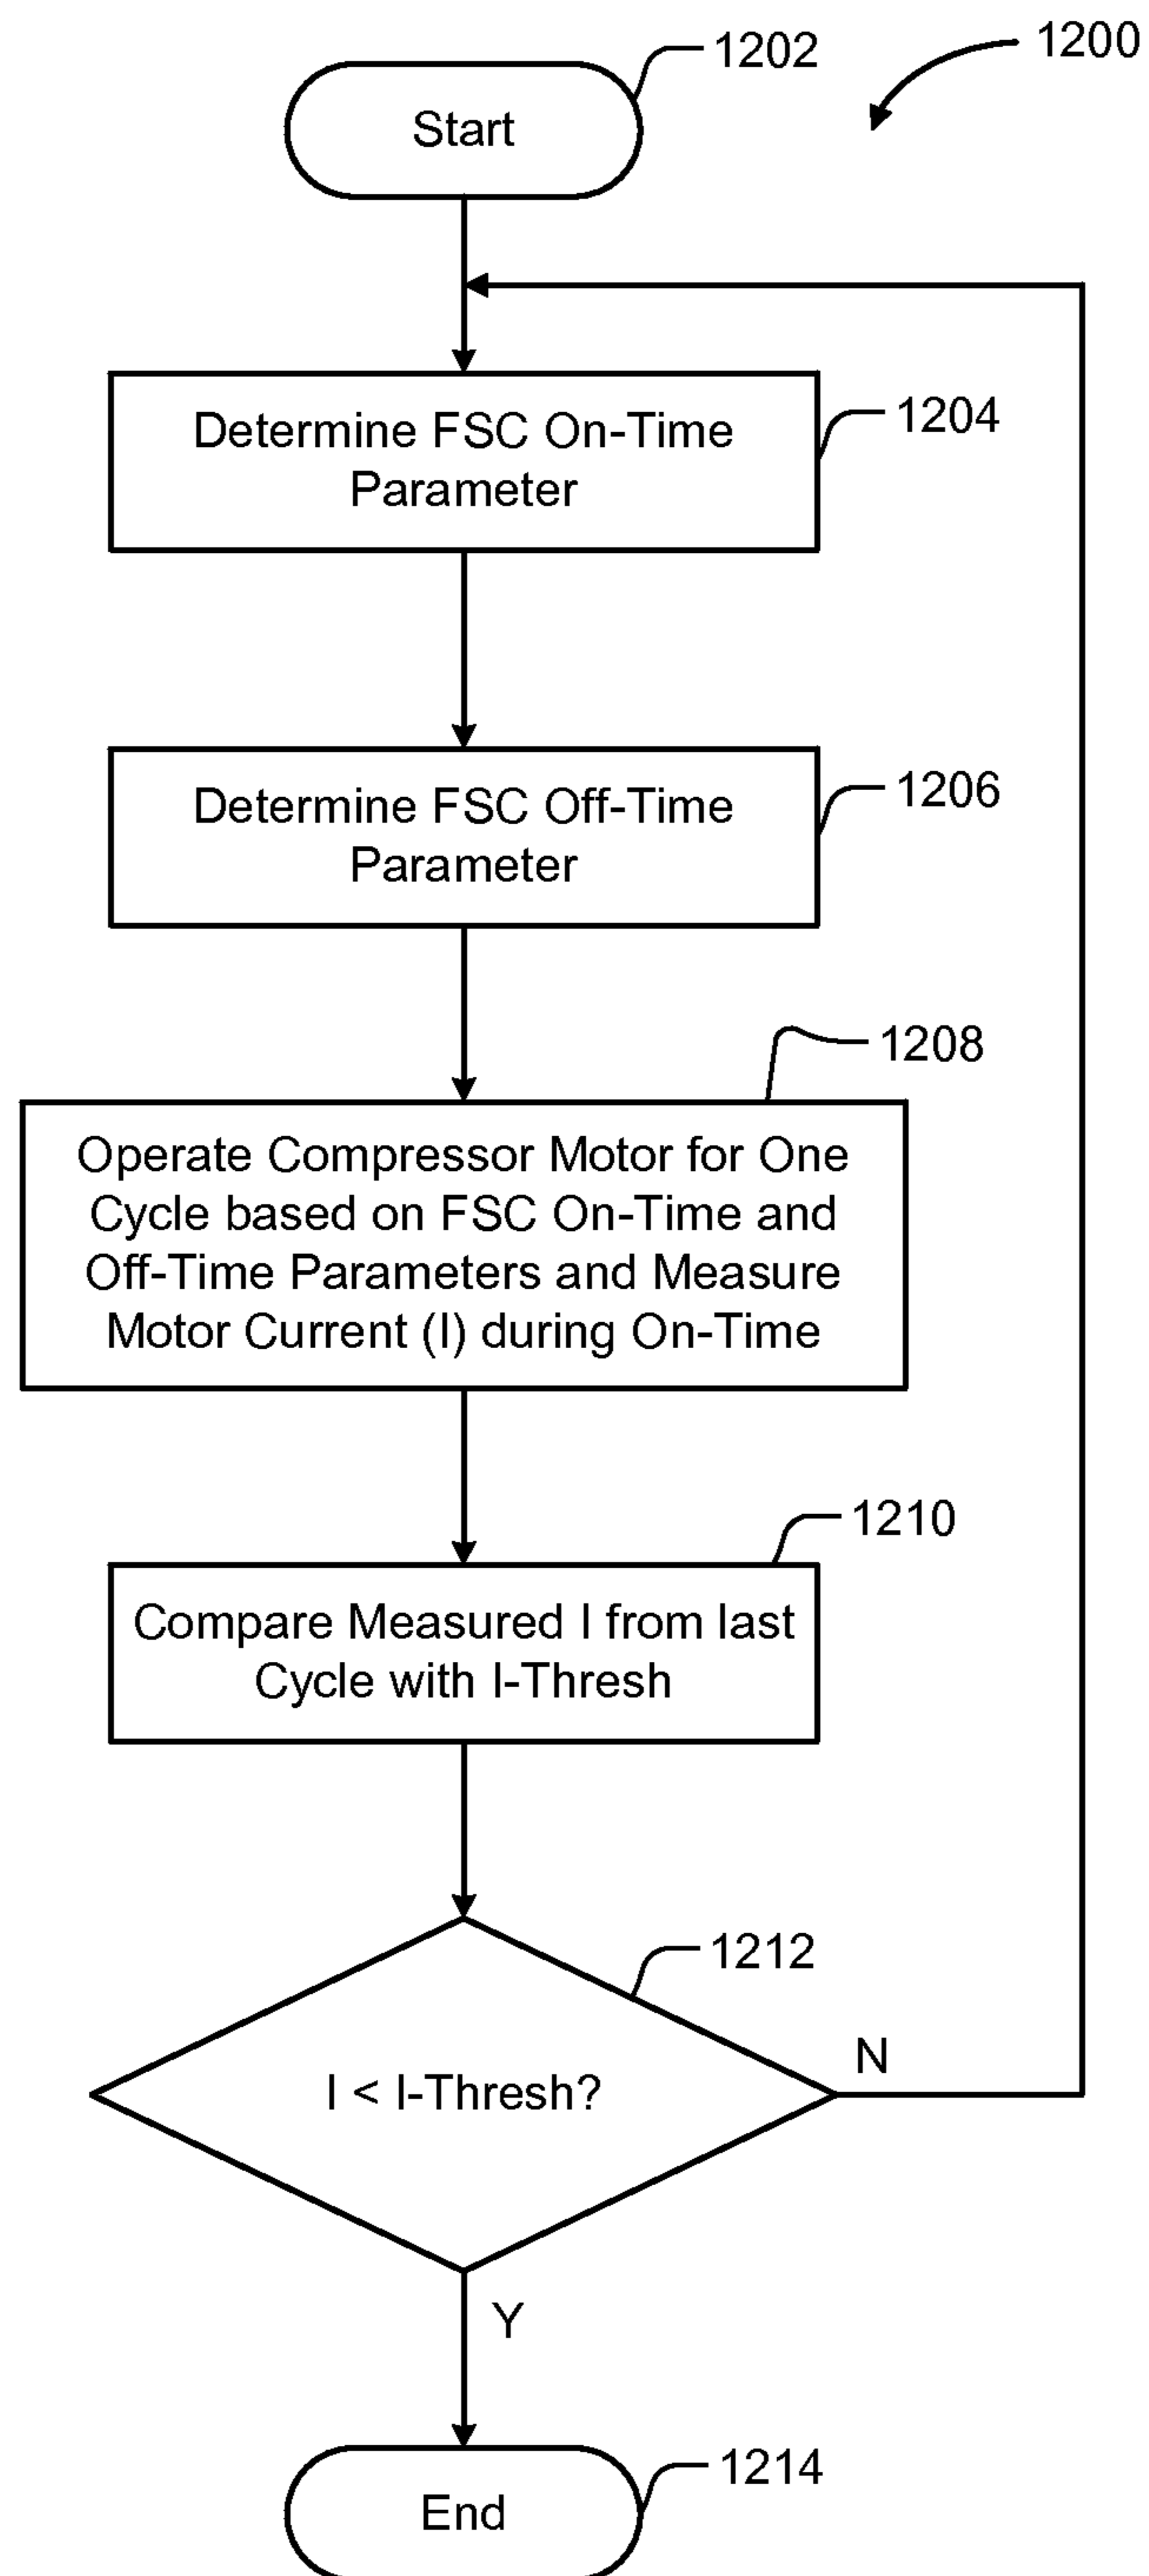 1200
1202
Start
1204
Determine FSC On-Time
Parameter
1206
Determine FSC Off-Time
Parameter
1208
Operate Compressor Motor for One
Cycle based on FSC On-Time and
Off-Time Parameters and Measure
Motor Current (I) during On-Time
1210
Compare Measured I from last
Cycle with I-Thresh
1212
I < I-Thresh?
N
Y
1214
End